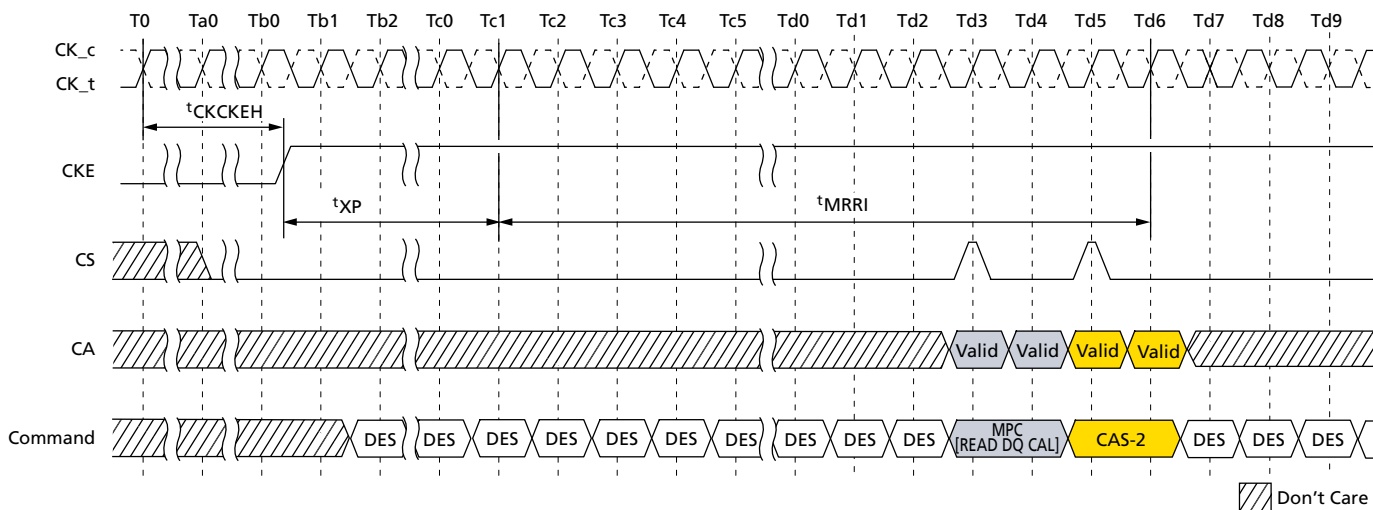 T0 Ta0 Tb0 Tb1 Tb2 Tc0 Tc1 Tc2 Tc3 Tc4 Tc5 Td0 Td1 Td2 Td3 Td4 Td5 Td6 Td7 Td8 Td9
CK_c
CK_t
tCKCKEH
CKE
tXP tMRRI
CS
CA Valid Valid Valid Valid
Command DES DES DES DES DES DES DES DES DES DES MPC [READ DQ CAL] CAS-2 DES DES DES
Don't Care